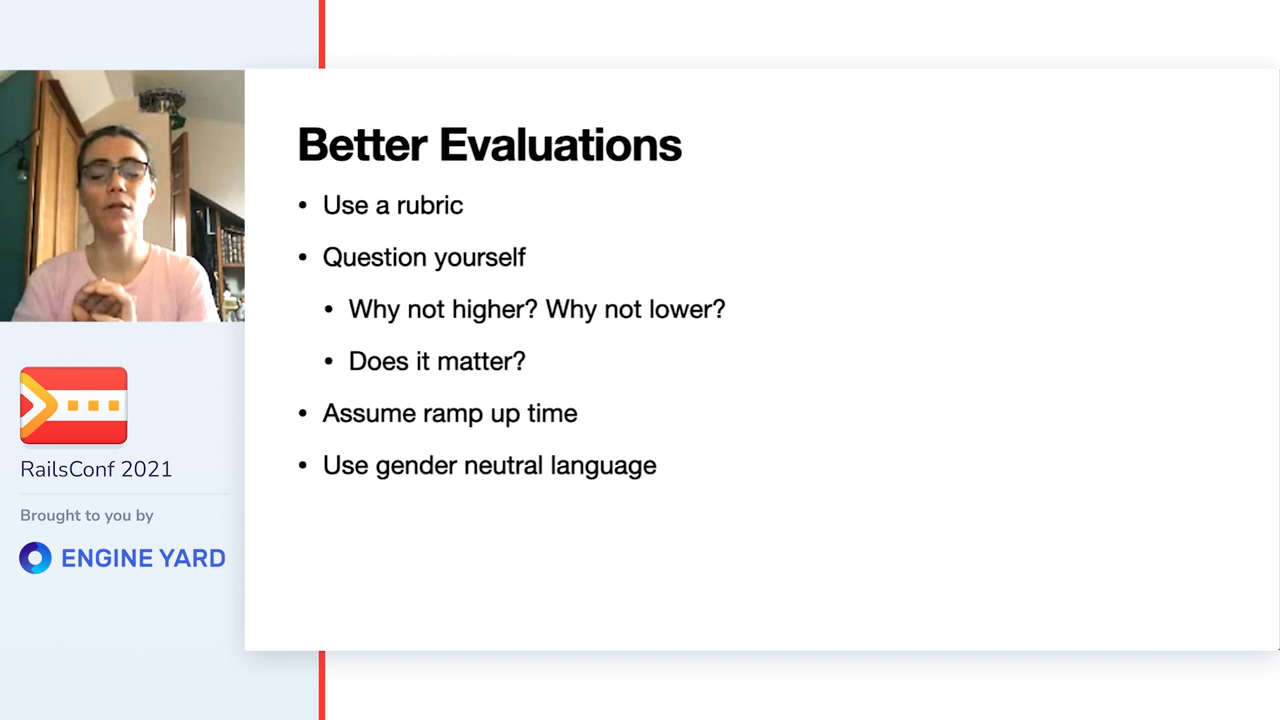 Better Evaluations
• Use a rubric
• Question yourself
• Why not higher? Why not lower?
• Does it matter?
• Assume ramp up time
• Use gender neutral language
RailsConf 2021
Brought to you by
ENGINE YARD